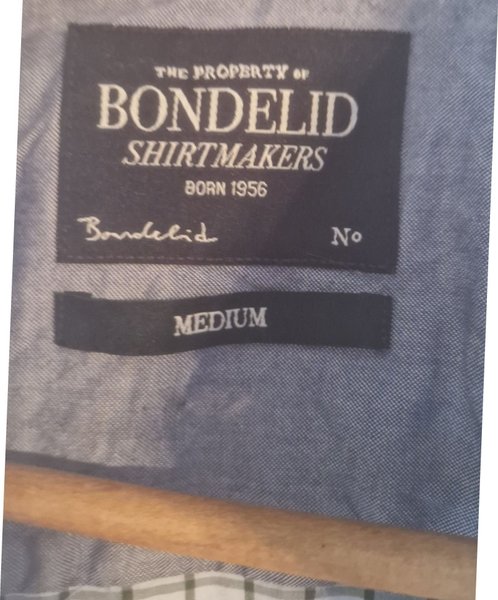 THE PROPERTY OF
BONDELID
SHIRTMAKERS
BORN 1956
Bondelid
Nº
MEDIUM